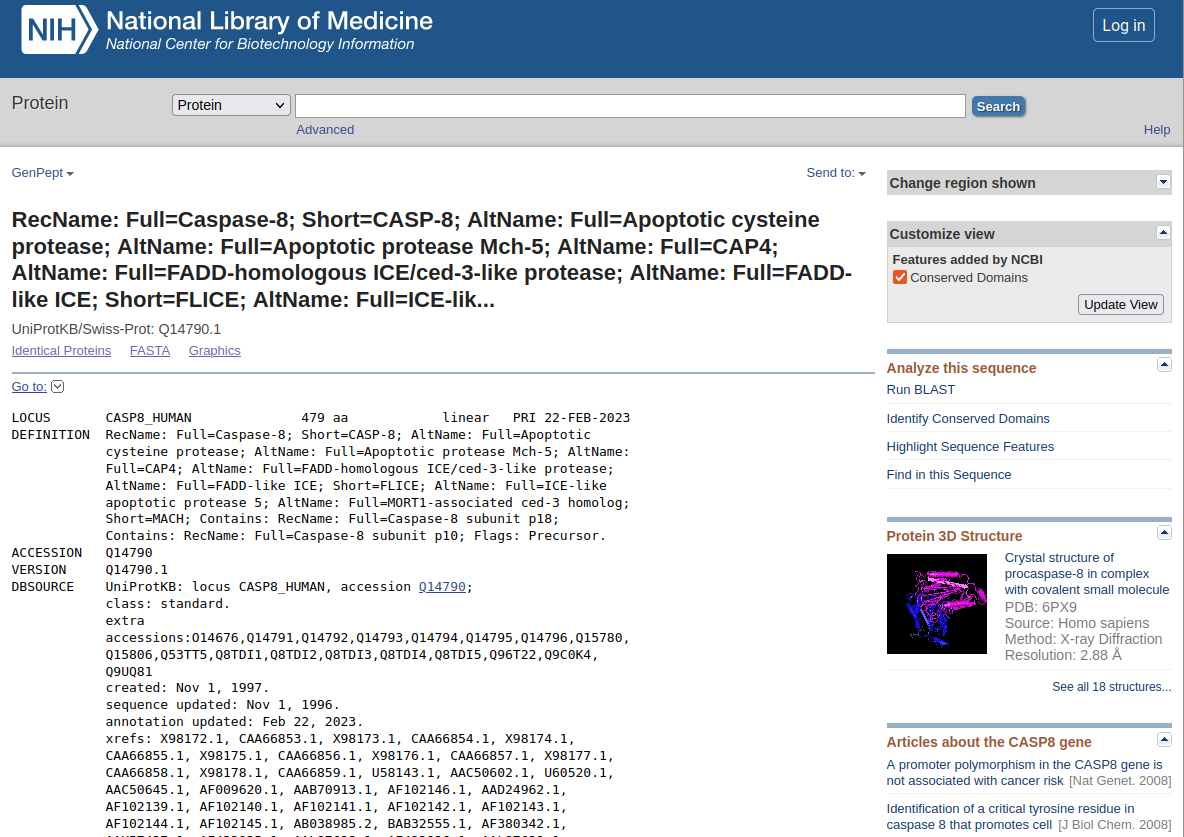 NIH National Library of Medicine
National Center for Biotechnology Information
Log in
Protein
Protein
Search
Advanced
Help
GenPept
Send to:
RecName: Full=Caspase-8; Short=CASP-8; AltName: Full=Apoptotic cysteine
protease; AltName: Full=Apoptotic protease Mch-5; AltName: Full=CAP4;
AltName: Full=FADD-homologous ICE/ced-3-like protease; AltName: Full=FADD-
like ICE; Short=FLICE; AltName: Full=ICE-lik...
UniProtKB/Swiss-Prot: Q14790.1
Identical Proteins FASTA Graphics
Go to:
LOCUS CASP8_HUMAN 479 aa linear PRI 22-FEB-2023
DEFINITION RecName: Full=Caspase-8; Short=CASP-8; AltName: Full=Apoptotic
cysteine protease; AltName: Full=Apoptotic protease Mch-5; AltName:
Full=CAP4; AltName: Full=FADD-homologous ICE/ced-3-like protease;
AltName: Full=FADD-like ICE; Short=FLICE; AltName: Full=ICE-like
apoptotic protease 5; AltName: Full=MORT1-associated ced-3 homolog;
Short=MACH; Contains: RecName: Full=Caspase-8 subunit p18;
Contains: RecName: Full=Caspase-8 subunit p10; Flags: Precursor.
ACCESSION Q14790
VERSION Q14790.1
DBSOURCE UniProtKB: locus CASP8_HUMAN, accession Q14790;
class: standard.
extra
accessions:O14676,Q14791,Q14792,Q14793,Q14794,Q14795,Q14796,Q15780,
Q15806,Q53TT5,Q8TDI1,Q8TDI2,Q8TDI3,Q8TDI4,Q8TDI5,Q96T22,Q9C0K4,
Q9UQ81
created: Nov 1, 1997.
sequence updated: Nov 1, 1996.
annotation updated: Feb 22, 2023.
xrefs: X98172.1, CAA66853.1, X98173.1, CAA66854.1, X98174.1,
CAA66855.1, X98175.1, CAA66856.1, X98176.1, CAA66857.1, X98177.1,
CAA66858.1, X98178.1, CAA66859.1, U58143.1, AAC50602.1, U60520.1,
AAC50645.1, AF009620.1, AAB70913.1, AF102146.1, AAD24962.1,
AF102139.1, AF102140.1, AF102141.1, AF102142.1, AF102143.1,
AF102144.1, AF102145.1, AB038985.2, BAB32555.1, AF380342.1,
Change region shown
Customize view
Features added by NCBI
Conserved Domains
Update View
Analyze this sequence
Run BLAST
Identify Conserved Domains
Highlight Sequence Features
Find in this Sequence
Protein 3D Structure
Crystal structure of
procaspase-8 in complex
with covalent small molecule
PDB: 6PX9
Source: Homo sapiens
Method: X-ray Diffraction
Resolution: 2.88 Å
See all 18 structures...
Articles about the CASP8 gene
A promoter polymorphism in the CASP8 gene is
not associated with cancer risk [Nat Genet. 2008]
Identification of a critical tyrosine residue in
caspase 8 that promotes cell [J Biol Chem. 2008]